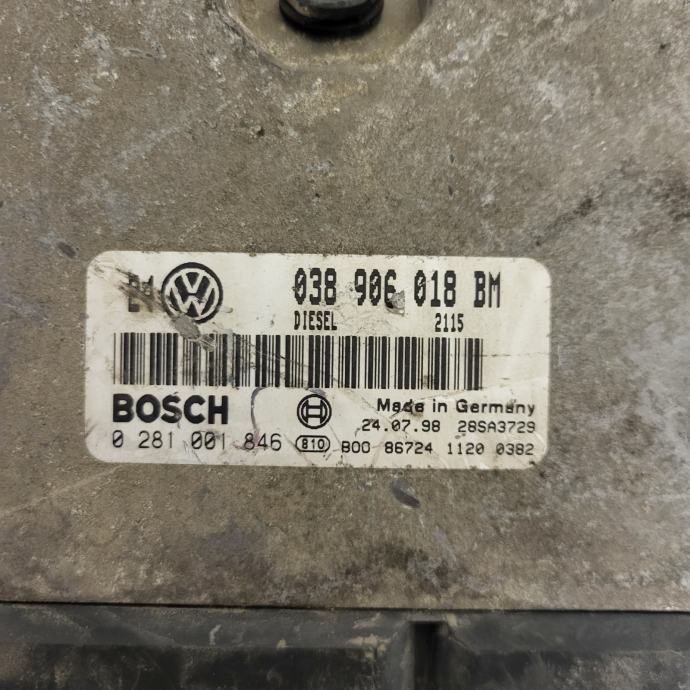 038 906 018 BM
DIESEL 2115
BOSCH
Made in Germany
24.07.98 28SA3729
0 281 001 846 810 B00 86724 1120 0382